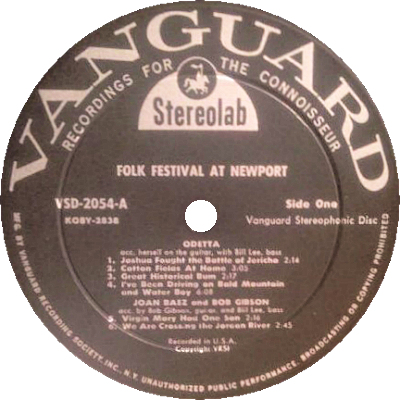 VANGUARD
RECORDINGS FOR THE CONNOISSEUR
Stereolab
FOLK FESTIVAL AT NEWPORT
VSD-2054-A
Side One
KOBY-3838
Vanguard Stereophonic Disc
ODETTA
acc. herself on the guitar, with Bill Lee, bass
1. Joshua Fought the Battle of Jericho 2:14
2. Cotton Fields At Home 3:05
3. Great Historical Bum 2:17
4. I've Been Driving on Bald Mountain
and Water Boy 6:08
JOAN BAEZ and BOB GIBSON
acc. by Bob Gibson, guitar, and Bill Lee, bass
5. Virgin Mary Had One Son 2:16
6. We Are Crossing the Jordan River 2:45
Recorded in U.S.A.
Copyright VRSI
MFG. BY VANGUARD RECORDING SOCIETY, INC., N.Y. UNAUTHORIZED PUBLIC PERFORMANCE, BROADCASTING OR COPYING PROHIBITED